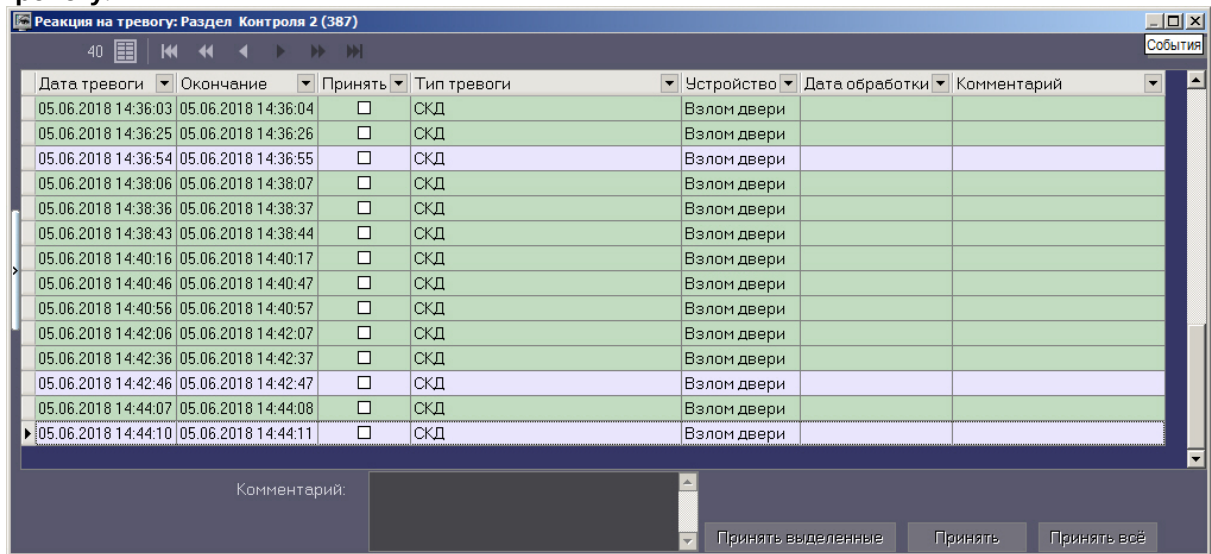 Реакция на тревогу: Раздел Контроля 2 (387)
События
40
Дата тревоги Окончание Принять Тип тревоги Устройство Дата обработки Комментарий
05.06.2018 14:36:03 05.06.2018 14:36:04 СКД Взлом двери
05.06.2018 14:36:25 05.06.2018 14:36:26 СКД Взлом двери
05.06.2018 14:36:54 05.06.2018 14:36:55 СКД Взлом двери
05.06.2018 14:38:06 05.06.2018 14:38:07 СКД Взлом двери
05.06.2018 14:38:36 05.06.2018 14:38:37 СКД Взлом двери
05.06.2018 14:38:43 05.06.2018 14:38:44 СКД Взлом двери
05.06.2018 14:40:16 05.06.2018 14:40:17 СКД Взлом двери
05.06.2018 14:40:46 05.06.2018 14:40:47 СКД Взлом двери
05.06.2018 14:40:56 05.06.2018 14:40:57 СКД Взлом двери
05.06.2018 14:42:06 05.06.2018 14:42:07 СКД Взлом двери
05.06.2018 14:42:36 05.06.2018 14:42:37 СКД Взлом двери
05.06.2018 14:42:46 05.06.2018 14:42:47 СКД Взлом двери
05.06.2018 14:44:07 05.06.2018 14:44:08 СКД Взлом двери
05.06.2018 14:44:10 05.06.2018 14:44:11 СКД Взлом двери
Комментарий:
Принять выделенные Принять Принять всё